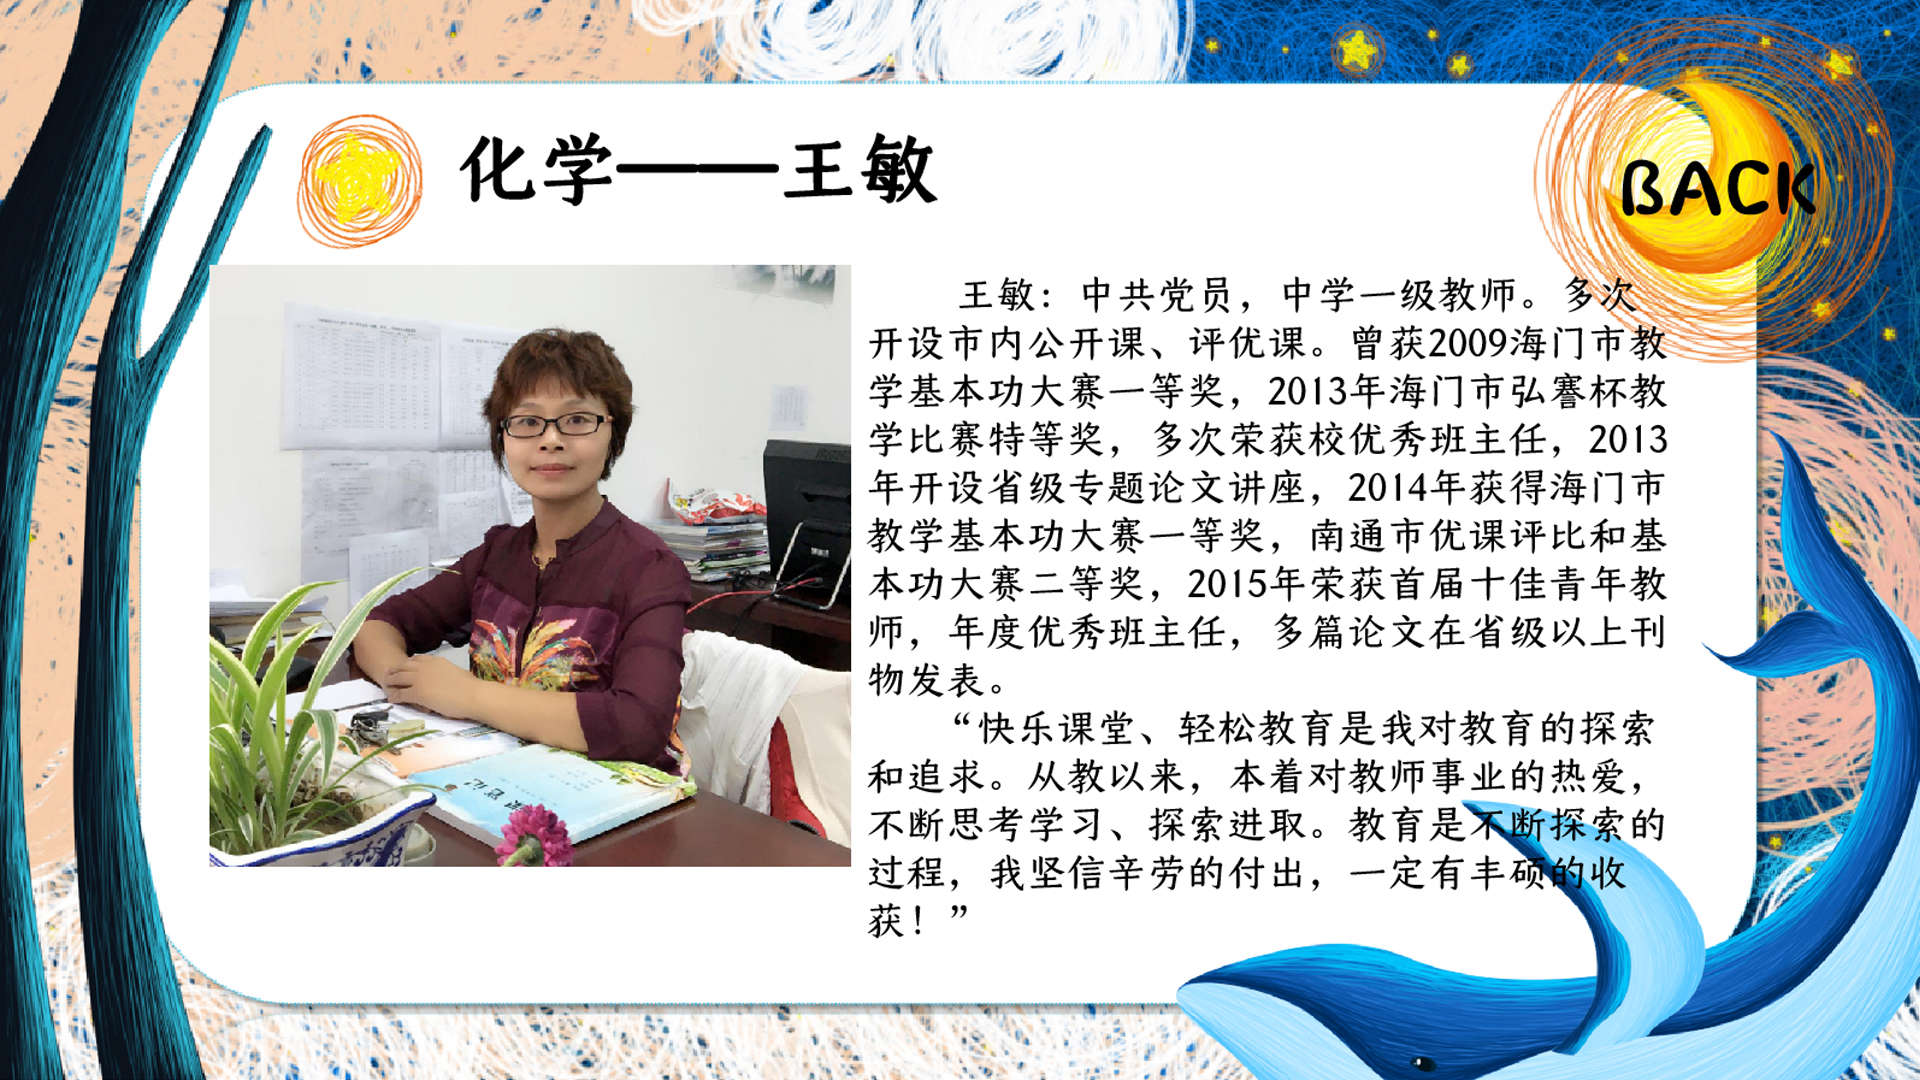 化学——王敏
BACK
王敏：中共党员，中学一级教师。多次
开设市内公开课、评优课。曾获2009海门市教
学基本功大赛一等奖，2013年海门市弘謇杯教
学比赛特等奖，多次荣获校优秀班主任，2013
年开设省级专题论文讲座，2014年获得海门市
教学基本功大赛一等奖，南通市优课评比和基
本功大赛二等奖，2015年荣获首届十佳青年教
师，年度优秀班主任，多篇论文在省级以上刊
物发表。
“快乐课堂、轻松教育是我对教育的探索
和追求。从教以来，本着对教师事业的热爱，
不断思考学习、探索进取。教育是不断探索的
过程，我坚信辛劳的付出，一定有丰硕的收
获！”